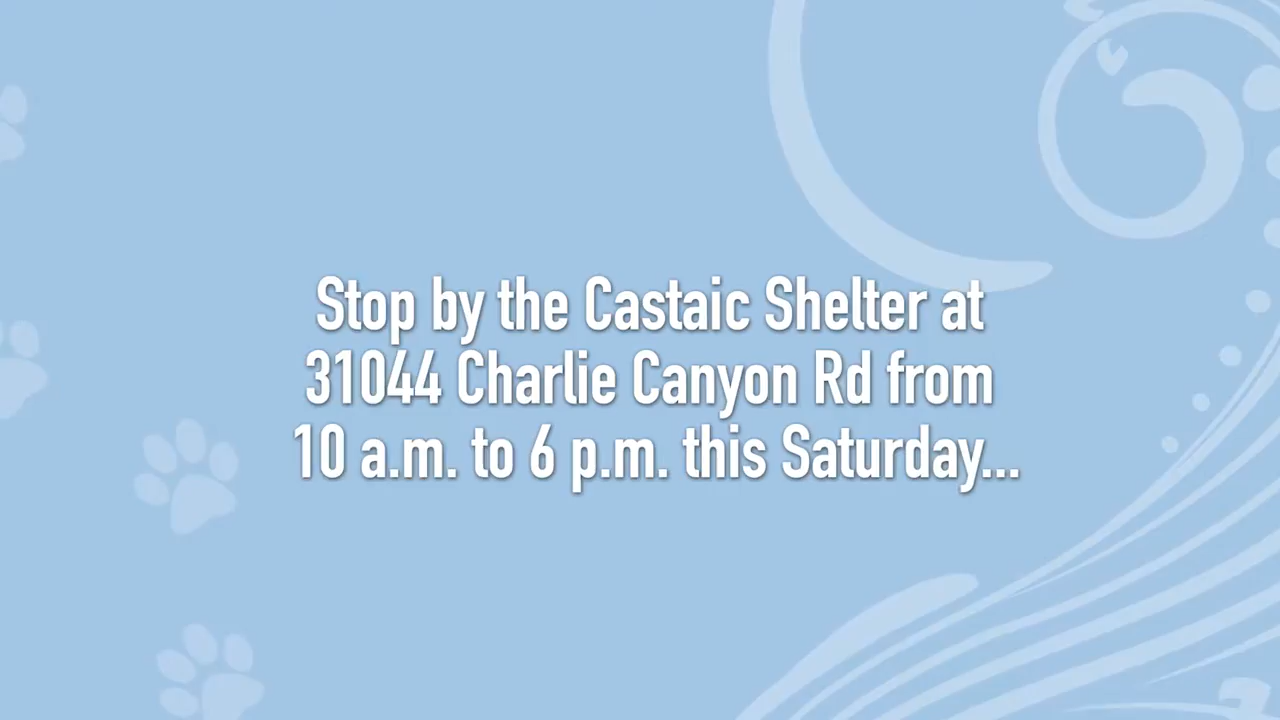 Stop by the Castaic Shelter at
31044 Charlie Canyon Rd from
10 a.m. to 6 p.m. this Saturday...